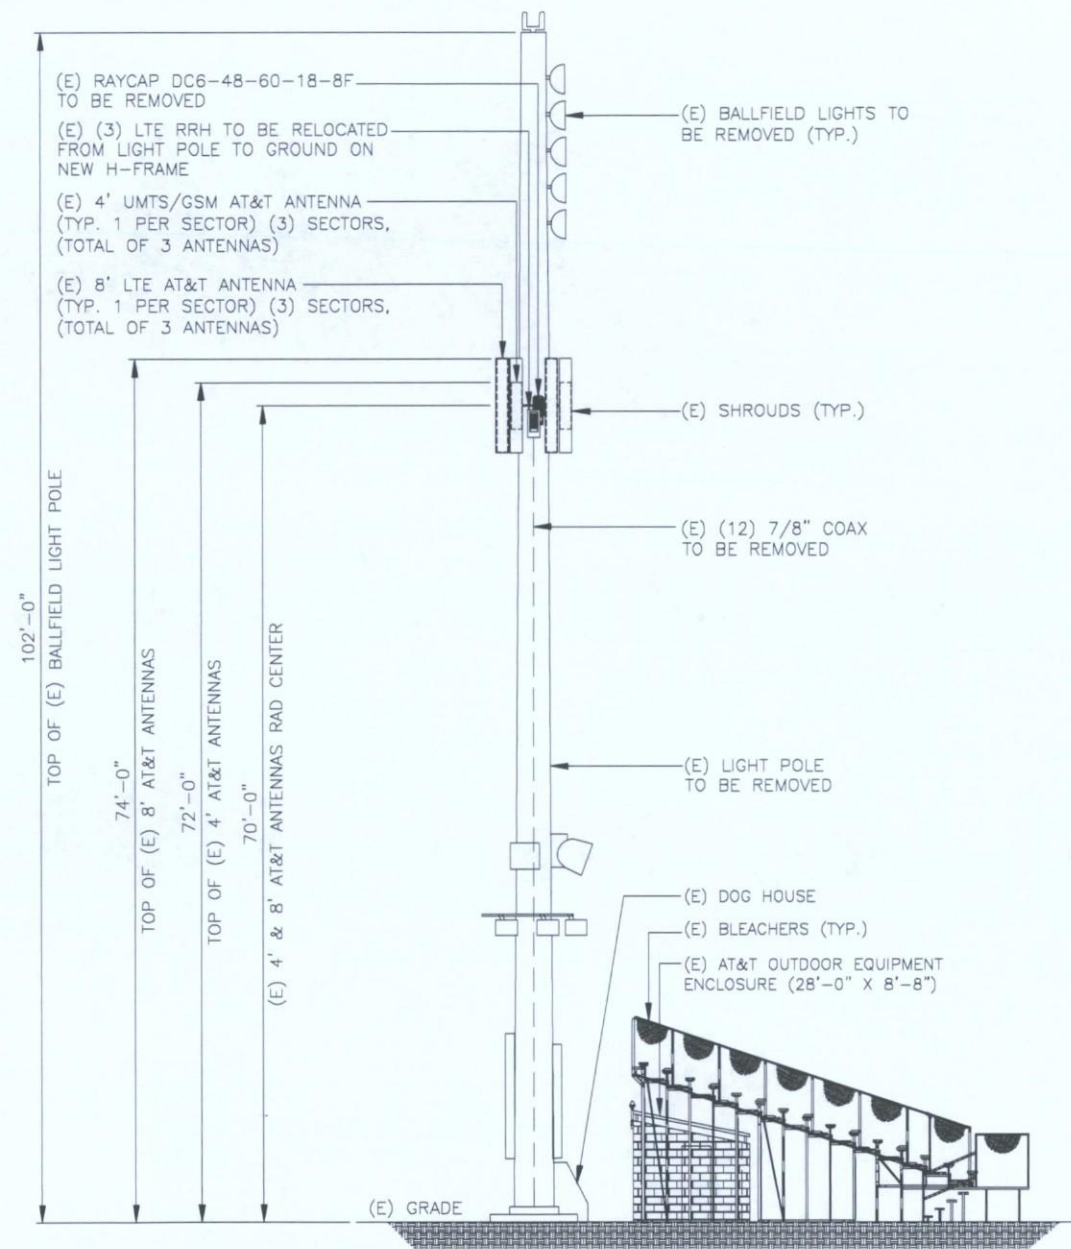 (E) RAYCAP DC6-48-60-18-8F
TO BE REMOVED
(E) (3) LTE RRH TO BE RELOCATED
FROM LIGHT POLE TO GROUND ON
NEW H-FRAME
(E) 4' UMTS/GSM AT&T ANTENNA
(TYP. 1 PER SECTOR) (3) SECTORS,
(TOTAL OF 3 ANTENNAS)
(E) 8' LTE AT&T ANTENNA
(TYP. 1 PER SECTOR) (3) SECTORS,
(TOTAL OF 3 ANTENNAS)
(E) BALLFIELD LIGHTS TO
BE REMOVED (TYP.)
(E) SHROUDS (TYP.)
(E) (12) 7/8" COAX
TO BE REMOVED
102'-0"
TOP OF (E) BALLFIELD LIGHT POLE
74'-0"
TOP OF (E) 8' AT&T ANTENNAS
72'-0"
TOP OF (E) 4' AT&T ANTENNAS
70'-0"
(E) 4' & 8' AT&T ANTENNAS RAD CENTER
(E) LIGHT POLE
TO BE REMOVED
(E) DOG HOUSE
(E) BLEACHERS (TYP.)
(E) AT&T OUTDOOR EQUIPMENT
ENCLOSURE (28'-0" X 8'-8")
(E) GRADE